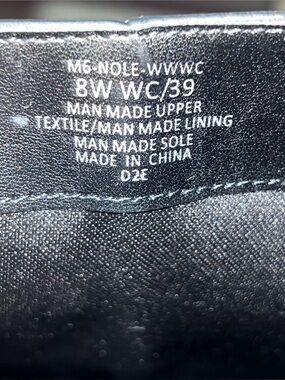 M6-NOLE-WWWC
8W WC/39
MAN MADE UPPER
TEXTILE/MAN MADE LINING
MAN MADE SOLE
MADE IN CHINA
D2E